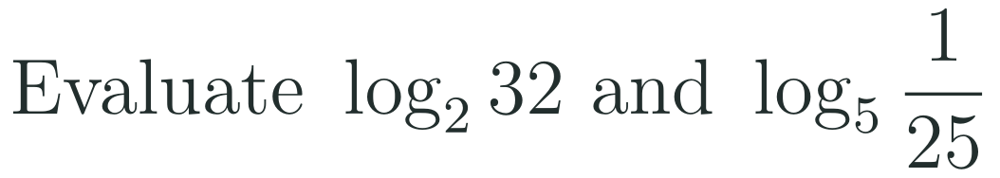 Evaluate log₂ 32 and log₅ 1/25